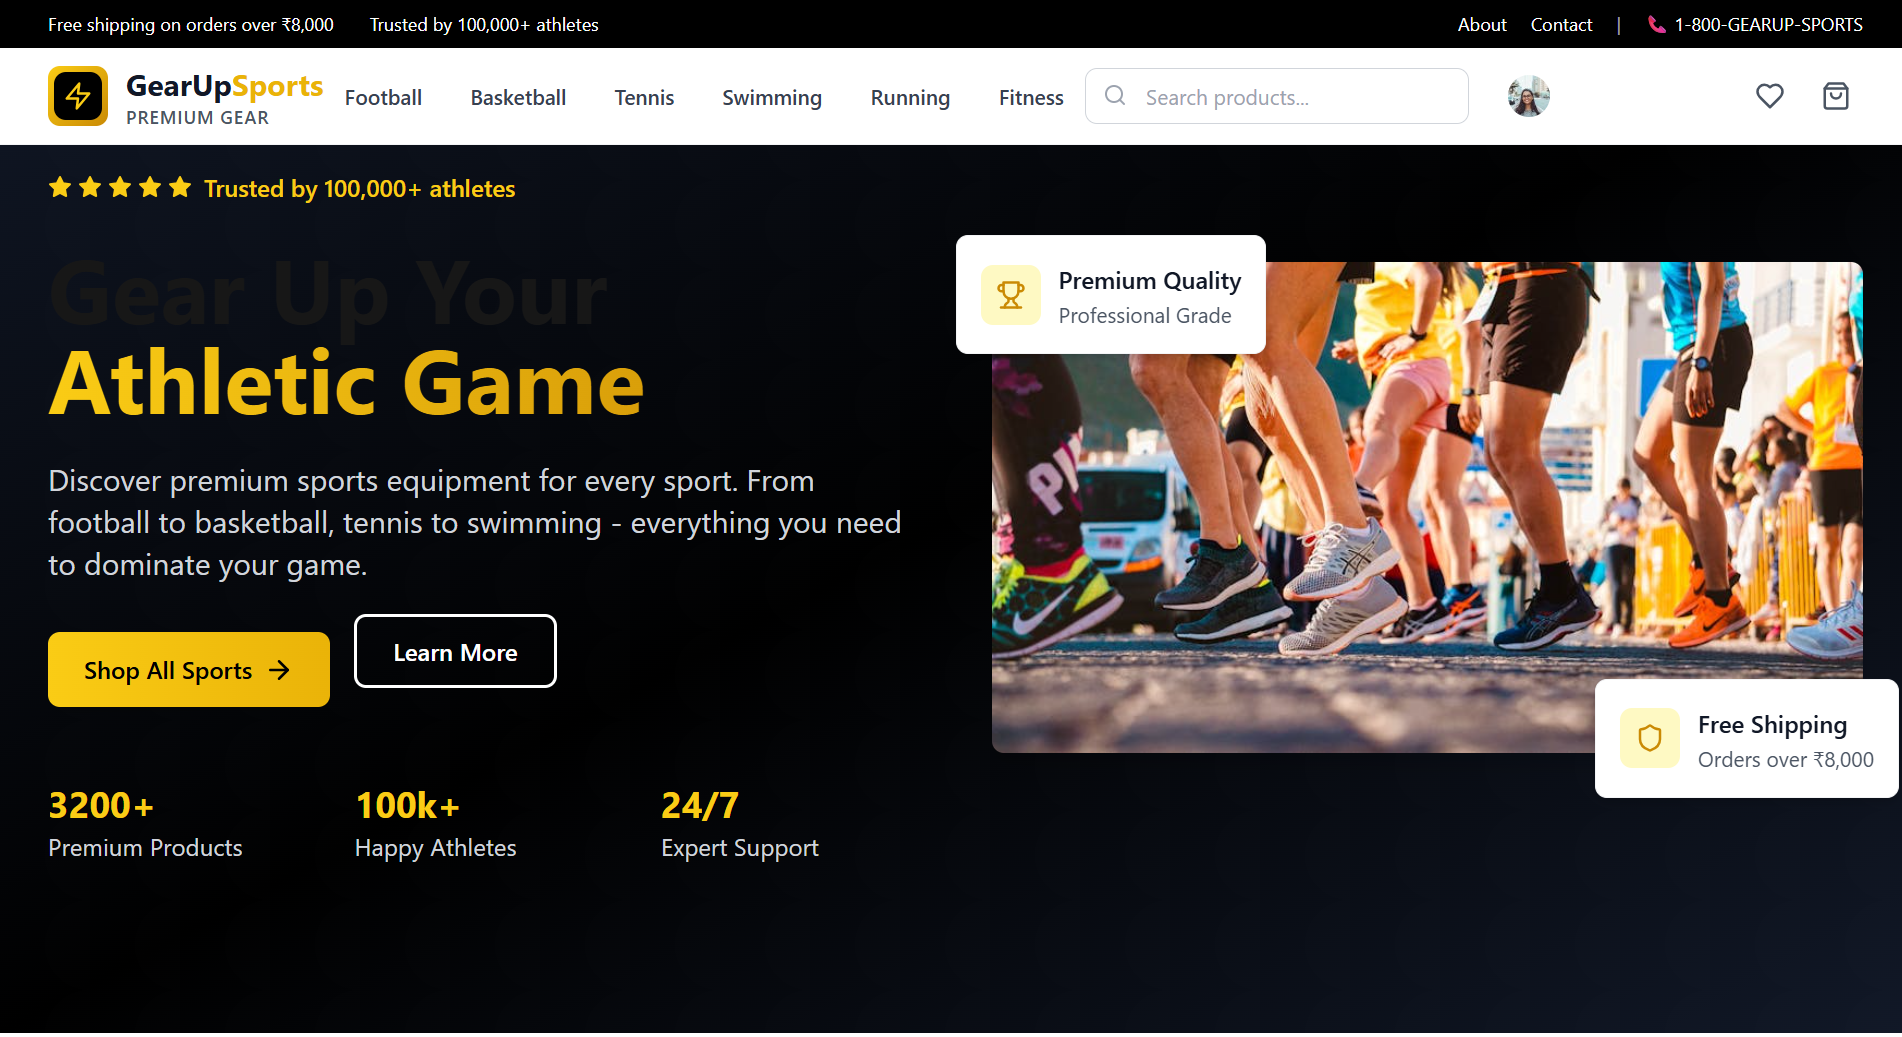 Free shipping on orders over ₹8,000 Trusted by 100,000+ athletes About Contact | 1-800-GEARUP-SPORTS
GearUpSports
PREMIUM GEAR
Football Basketball Tennis Swimming Running Fitness Search products...
Trusted by 100,000+ athletes
Gear Up Your
Athletic Game
Discover premium sports equipment for every sport. From
football to basketball, tennis to swimming - everything you need
to dominate your game.
Shop All Sports
Learn More
3200+
Premium Products
100k+
Happy Athletes
24/7
Expert Support
Premium Quality
Professional Grade
Free Shipping
Orders over ₹8,000